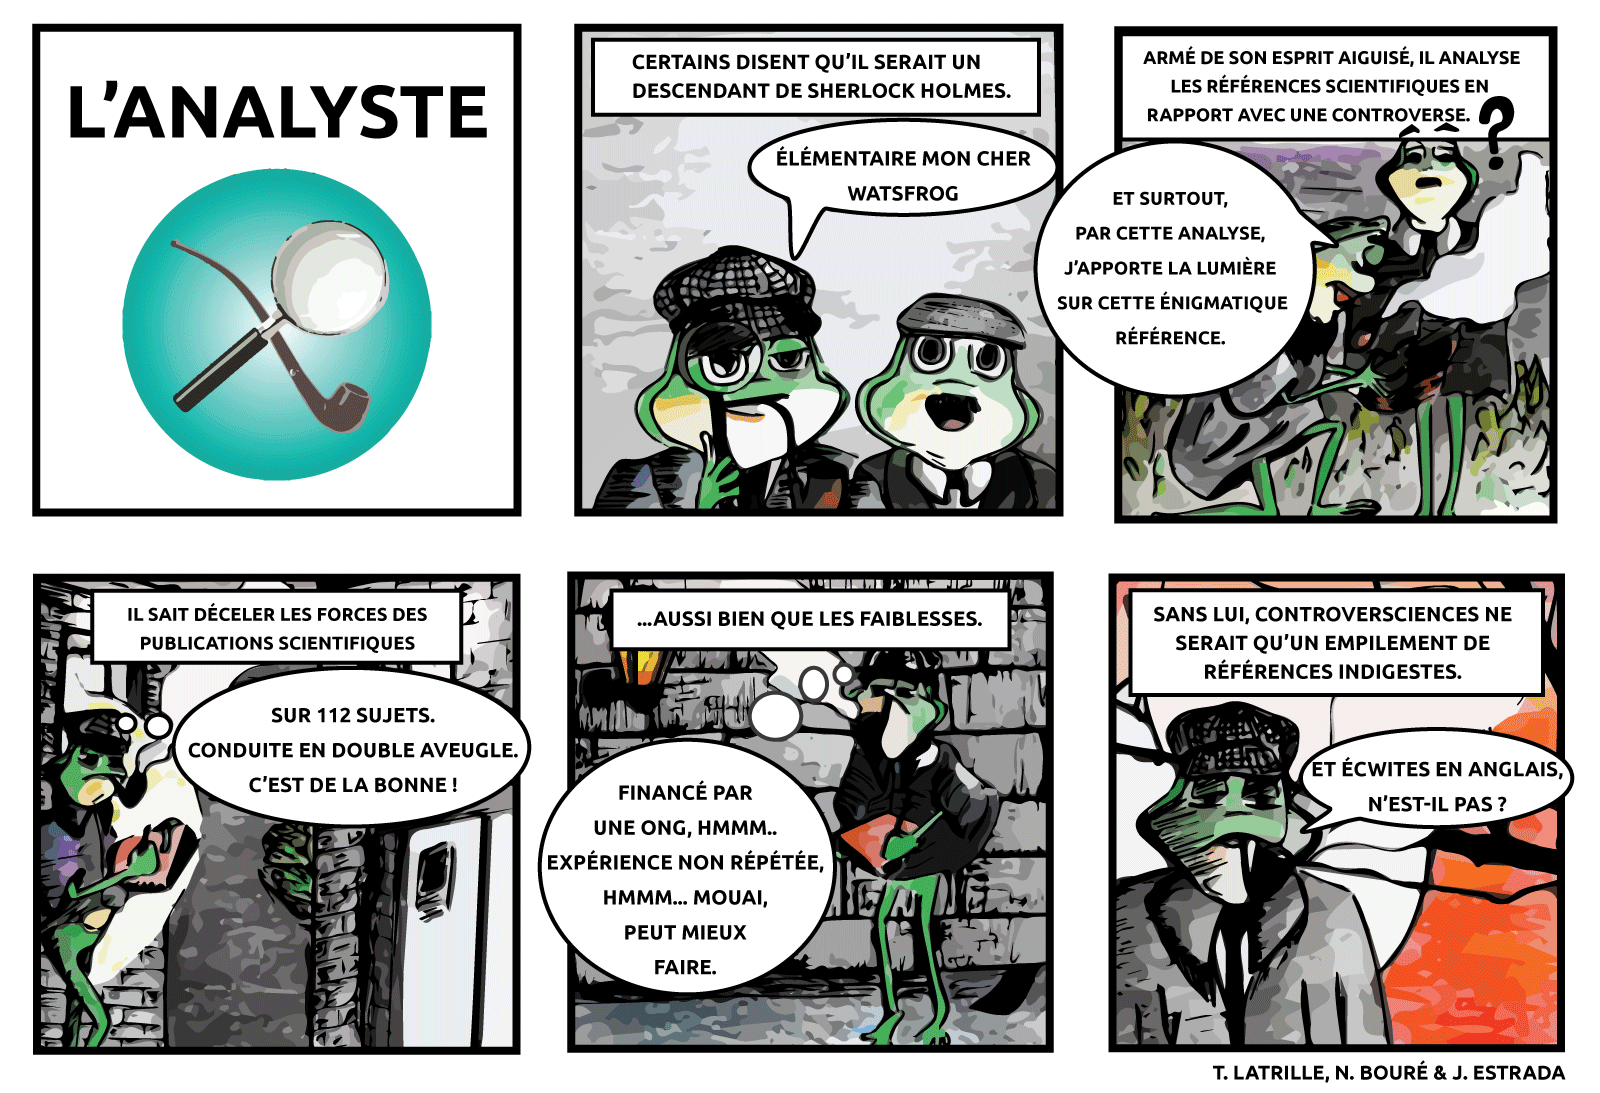 L'ANALYSTE
CERTAINS DISENT QU'IL SERAIT UN
DESCENDANT DE SHERLOCK HOLMES.
ÉLÉMENTAIRE MON CHER
WATSFROG
ARMÉ DE SON ESPRIT AIGUISÉ, IL ANALYSE
LES RÉFÉRENCES SCIENTIFIQUES EN
RAPPORT AVEC UNE CONTROVERSE.
?
ET SURTOUT,
PAR CETTE ANALYSE,
J'APPORTE LA LUMIÈRE
SUR CETTE ÉNIGMATIQUE
RÉFÉRENCE.
IL SAIT DÉCELER LES FORCES DES
PUBLICATIONS SCIENTIFIQUES
SUR 112 SUJETS.
CONDUITE EN DOUBLE AVEUGLE.
C'EST DE LA BONNE !
...AUSSI BIEN QUE LES FAIBLESSES.
FINANCÉ PAR
UNE ONG, HMMM..
EXPÉRIENCE NON RÉPÉTÉE,
HMMM... MOUAI,
PEUT MIEUX
FAIRE.
SANS LUI, CONTROVERSCIENCES NE
SERAIT QU'UN EMPILEMENT DE
RÉFÉRENCES INDIGESTES.
ET ÉCWITES EN ANGLAIS,
N'EST-IL PAS ?
T. LATRILLE, N. BOURÉ & J. ESTRADA